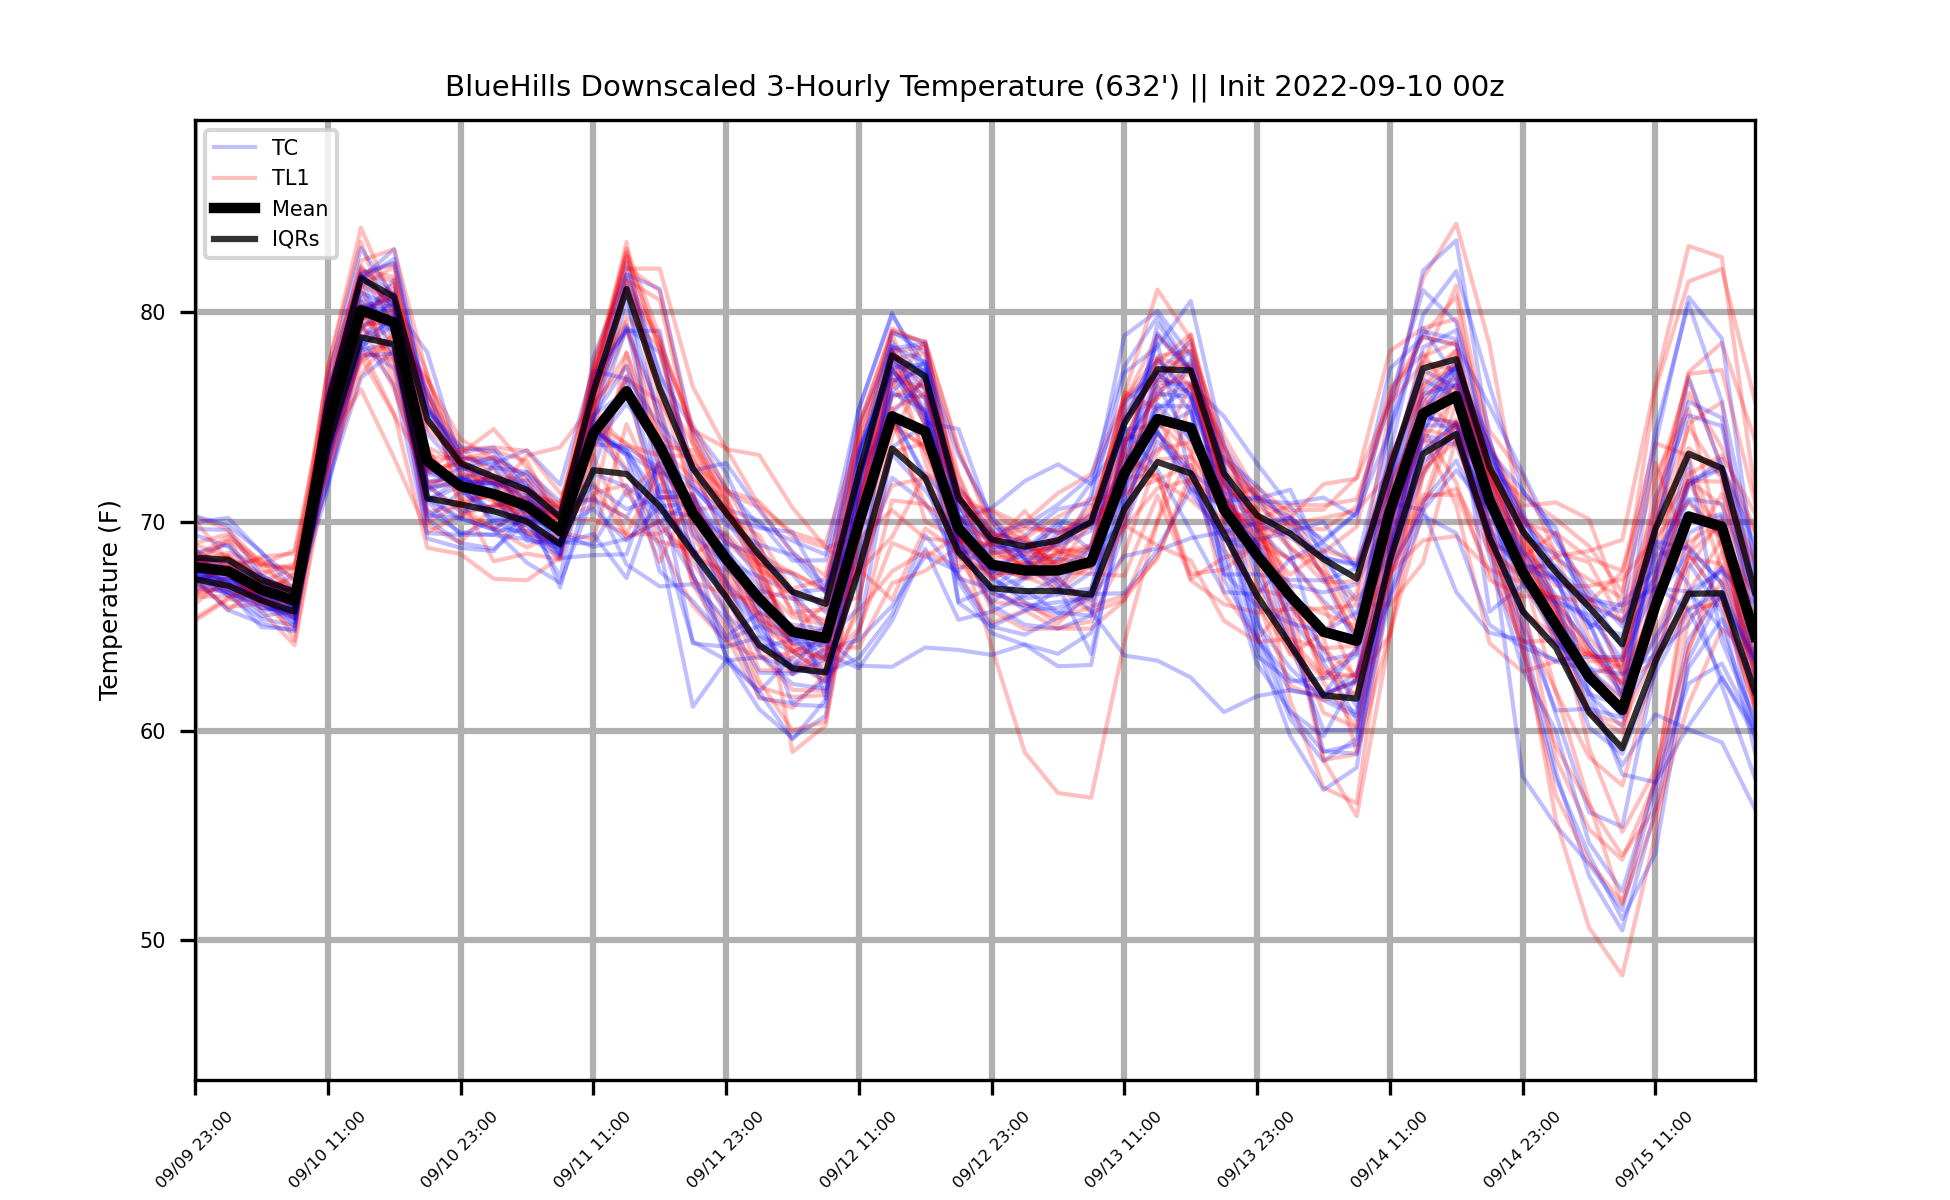 BlueHills Downscaled 3-Hourly Temperature (632') || Init 2022-09-10 00z
TC
TL1
Mean
IQRs
Temperature (F)
80
70
60
50
09/09 23:00
09/10 11:00
09/10 23:00
09/11 11:00
09/11 23:00
09/12 11:00
09/12 23:00
09/13 11:00
09/13 23:00
09/14 11:00
09/14 23:00
09/15 11:00